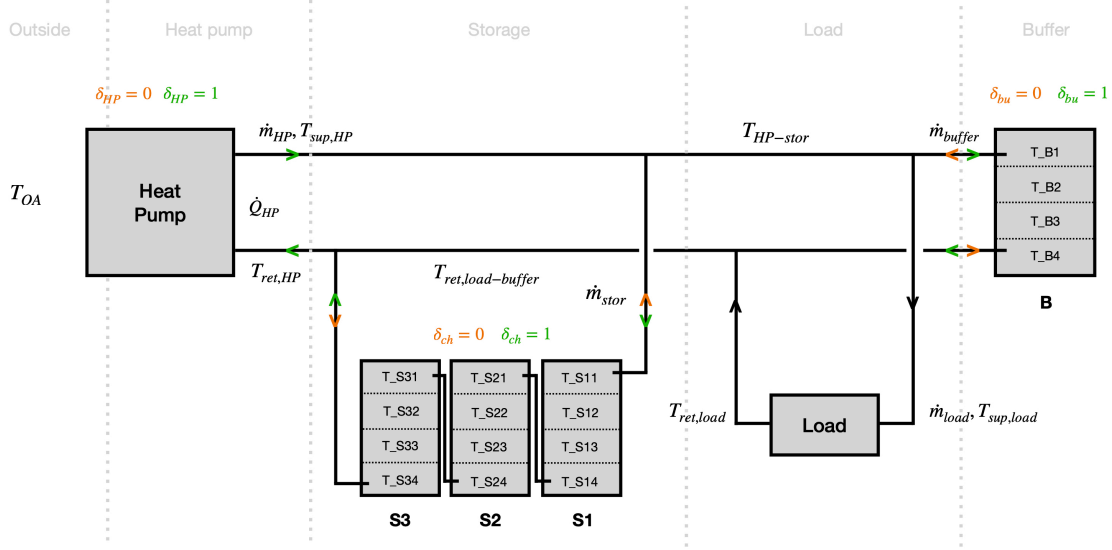 Outside
Heat pump
Storage
Load
Buffer
δ_HP = 0 δ_HP = 1
δ_bu = 0 δ_bu = 1
ṁ_HP, T_sup,HP
T_HP−stor
ṁ_buffer
T_OA
Heat
Pump
Q̇_HP
T_B1
T_B2
T_B3
T_B4
T_ret,HP
T_ret,load−buffer
ṁ_stor
B
δ_ch = 0 δ_ch = 1
T_S31
T_S32
T_S33
T_S34
T_S21
T_S22
T_S23
T_S24
T_S11
T_S12
T_S13
T_S14
T_ret,load
Load
ṁ_load, T_sup,load
S3
S2
S1